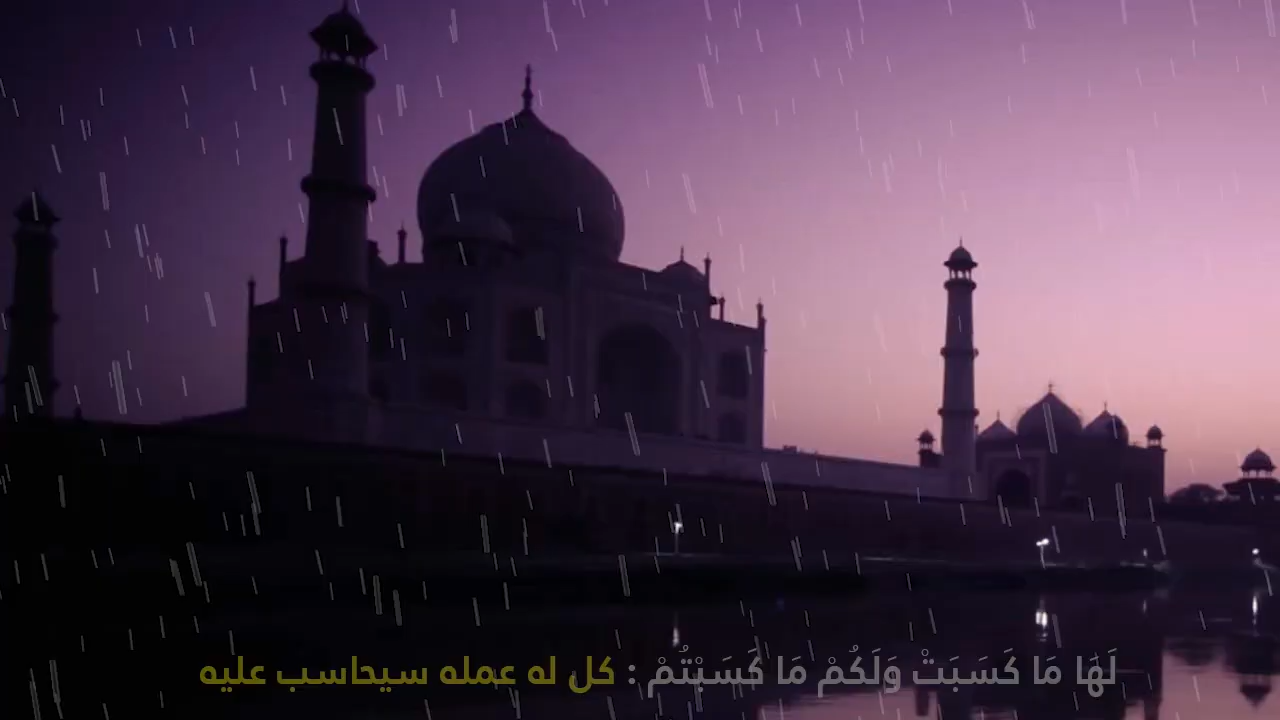 لَهَا مَا كَسَبَتْ وَلَكُمْ مَا كَسَبْتُمْ : كل له عمله سيحاسب عليه